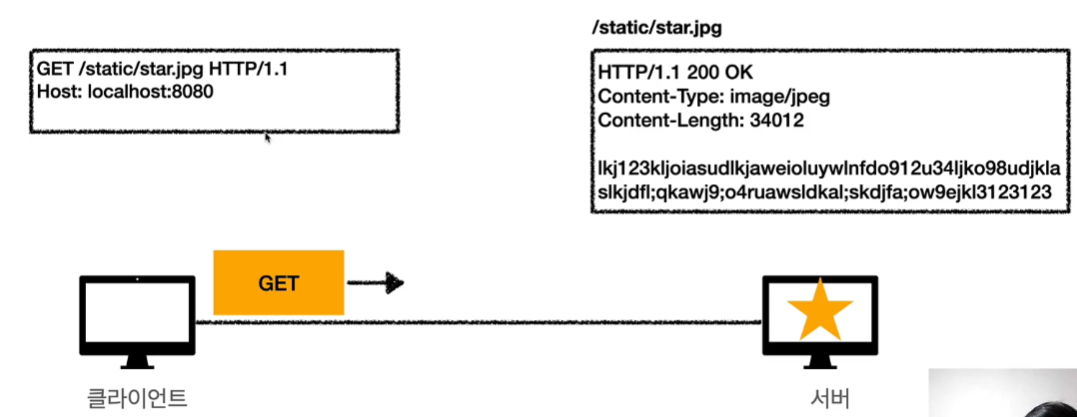 /static/star.jpg
GET /static/star.jpg HTTP/1.1
Host: localhost:8080
HTTP/1.1 200 OK
Content-Type: image/jpeg
Content-Length: 34012
lkj123kljoiasudlkjaweioluywlnfdo912u34ljko98udjkla
slkjdfl;qkawj9;o4ruawsldkal;skdjfa;ow9ejkl3123123
GET
클라이언트
서버